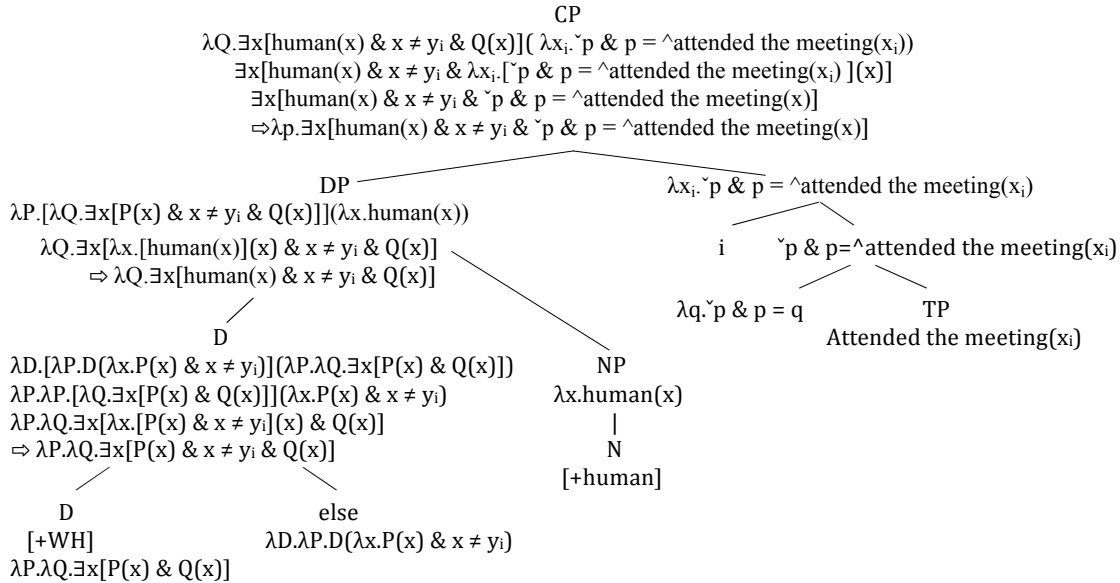 CP
λQ.∃x[human(x) & x ≠ yᵢ & Q(x)]( λxᵢ.ˇp & p = ^attended the meeting(xᵢ))
∃x[human(x) & x ≠ yᵢ & λxᵢ.[ˇp & p = ^attended the meeting(xᵢ) ](x)]
∃x[human(x) & x ≠ yᵢ & ˇp & p = ^attended the meeting(x)]
⇨λp.∃x[human(x) & x ≠ yᵢ & ˇp & p = ^attended the meeting(x)]
DP
λxᵢ.ˇp & p = ^attended the meeting(xᵢ)
λP.[λQ.∃x[P(x) & x ≠ yᵢ & Q(x)]](λx.human(x))
λQ.∃x[λx.[human(x)](x) & x ≠ yᵢ & Q(x)]
i
ˇp & p=^attended the meeting(xᵢ)
⇨ λQ.∃x[human(x) & x ≠ yᵢ & Q(x)]
λq.ˇp & p = q
TP
D
Attended the meeting(xᵢ)
λD.[λP.D(λx.P(x) & x ≠ yᵢ)](λP.λQ.∃x[P(x) & Q(x)])
NP
λP.λP.[λQ.∃x[P(x) & Q(x)]](λx.P(x) & x ≠ yᵢ)
λx.human(x)
λP.λQ.∃x[λx.[P(x) & x ≠ yᵢ](x) & Q(x)]
⇨ λP.λQ.∃x[P(x) & x ≠ yᵢ & Q(x)]
N
[+human]
D
else
[+WH]
λD.λP.D(λx.P(x) & x ≠ yᵢ)
λP.λQ.∃x[P(x) & Q(x)]